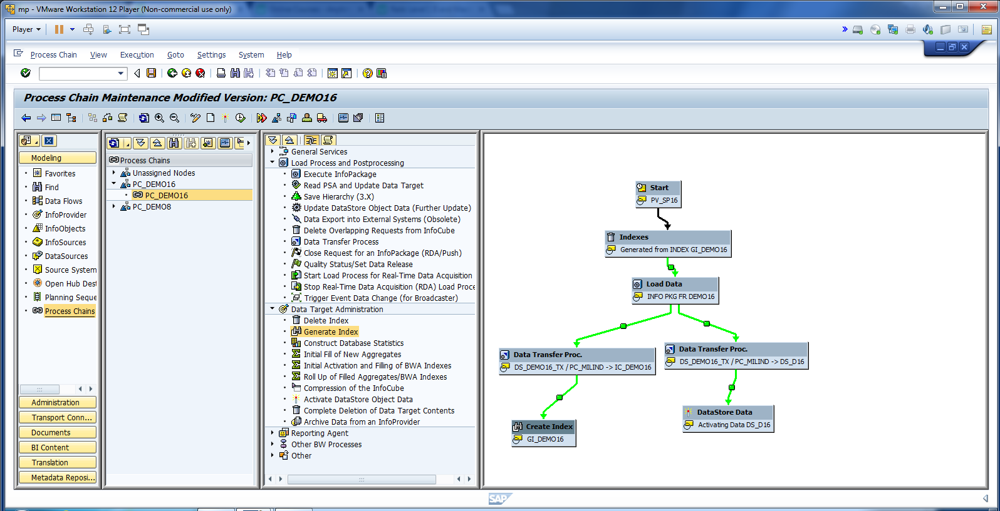 mp - VMware Workstation 12 Player (Non-commercial use only)
Player
Process Chain View Execution Goto Settings System Help
Process Chain Maintenance Modified Version: PC_DEMO16
Modeling
Favorites
Find
Data Flows
InfoProvider
InfoObjects
InfoSources
DataSources
Source System
Open Hub Dest
Planning Seque
Process Chains
Administration
Transport Conn...
Documents
BI Content
Translation
Metadata Reposi...
Process Chains
Unassigned Nodes
PC_DEMO16
PC_DEMO16
PC_DEMO8
General Services
Load Process and Postprocessing
Execute InfoPackage
Read PSA and Update Data Target
Save Hierarchy (3.X)
Update DataStore Object Data (Further Update)
Data Export into External Systems (Obsolete)
Delete Overlapping Requests from InfoCube
Data Transfer Process
Close Request for an InfoPackage (RDA/Push)
Quality Status/Set Data Release
Start Load Process for Real-Time Data Acquisition
Stop Real-Time Data Acquisition (RDA) Load Proce
Trigger Event Data Change (for Broadcaster)
Data Target Administration
Delete Index
Generate Index
Construct Database Statistics
Initial Fill of New Aggregates
Initial Activation and Filling of BWA Indexes
Roll Up of Filled Aggregates/BWA Indexes
Compression of the InfoCube
Activate DataStore Object Data
Complete Deletion of Data Target Contents
Archive Data from an InfoProvider
Reporting Agent
Other BW Processes
Other
Start
PV_SP16
Indexes
Generated from INDEX GI_DEMO16
Load Data
INFO PKG FR DEMO16
Data Transfer Proc.
DS_DEMO16_TX / PC_MILIND -> IC_DEMO16
Data Transfer Proc.
DS_DEMO16_TX / PC_MILIND -> DS_D16
Create Index
GI_DEMO16
DataStore Data
Activating Data DS_D16
SAP